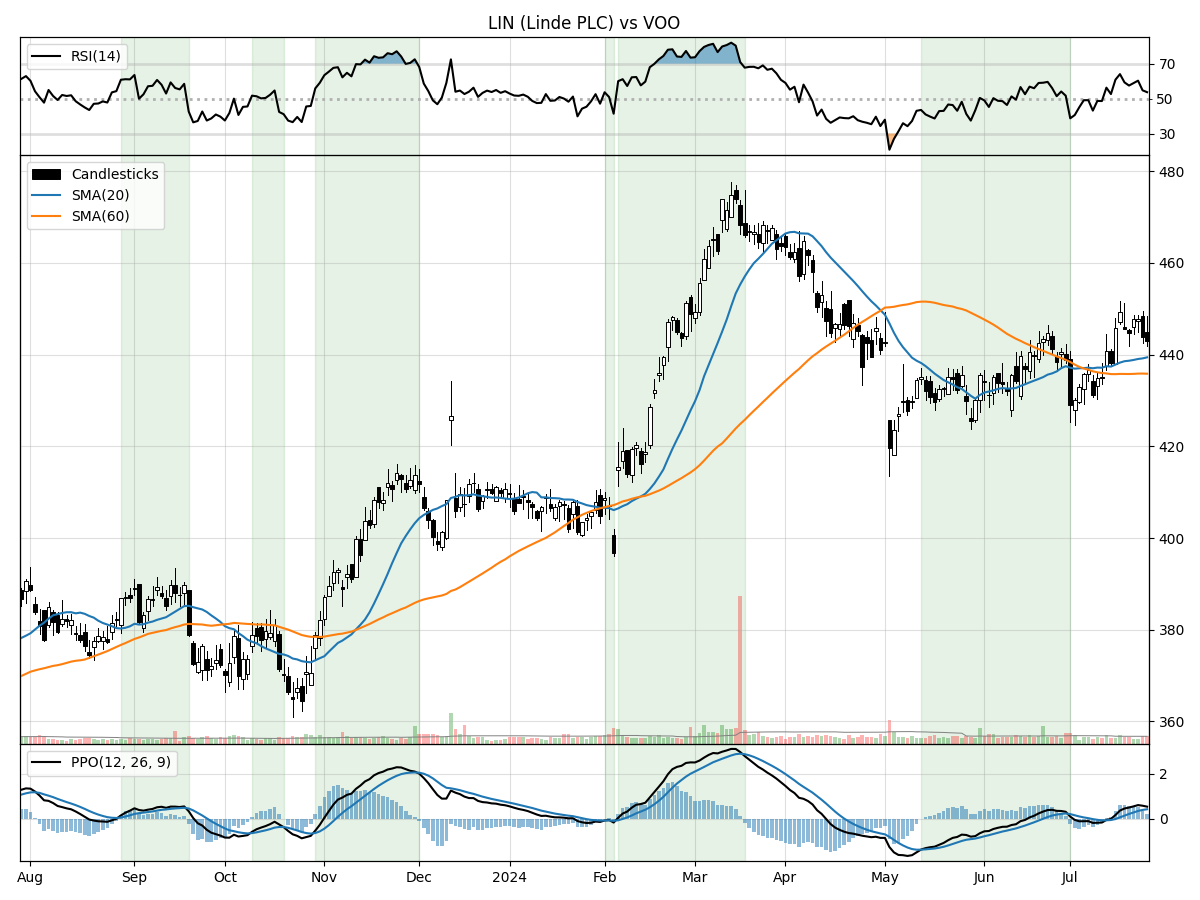 LIN (Linde PLC) vs VOO
RSI(14)
70
50
30
Candlesticks
SMA(20)
SMA(60)
480
460
440
420
400
380
360
PPO(12, 26, 9)
2
0
Aug Sep Oct Nov Dec 2024 Feb Mar Apr May Jun Jul